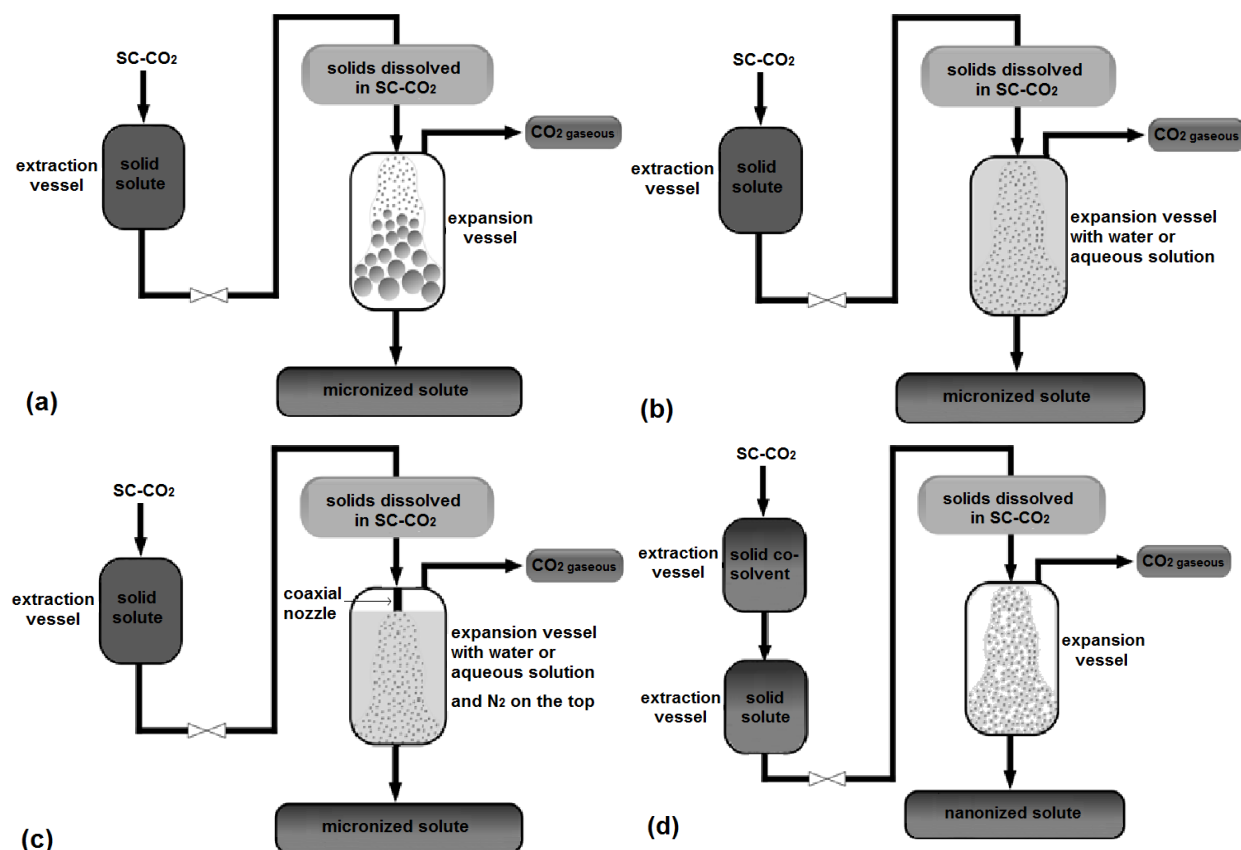 SC-CO2
solids dissolved
in SC-CO2
CO2 gaseous
extraction
vessel
solid
solute
expansion
vessel
micronized solute
(a)
SC-CO2
solids dissolved
in SC-CO2
CO2 gaseous
extraction
vessel
solid
solute
expansion vessel
with water or
aqueous solution
micronized solute
(b)
SC-CO2
solids dissolved
in SC-CO2
CO2 gaseous
coaxial
nozzle
extraction
vessel
solid
solute
expansion vessel
with water or
aqueous solution
and N2 on the top
micronized solute
(c)
SC-CO2
solids dissolved
in SC-CO2
extraction
vessel
solid co-
solvent
CO2 gaseous
expansion
vessel
extraction
vessel
solid
solute
nanonized solute
(d)